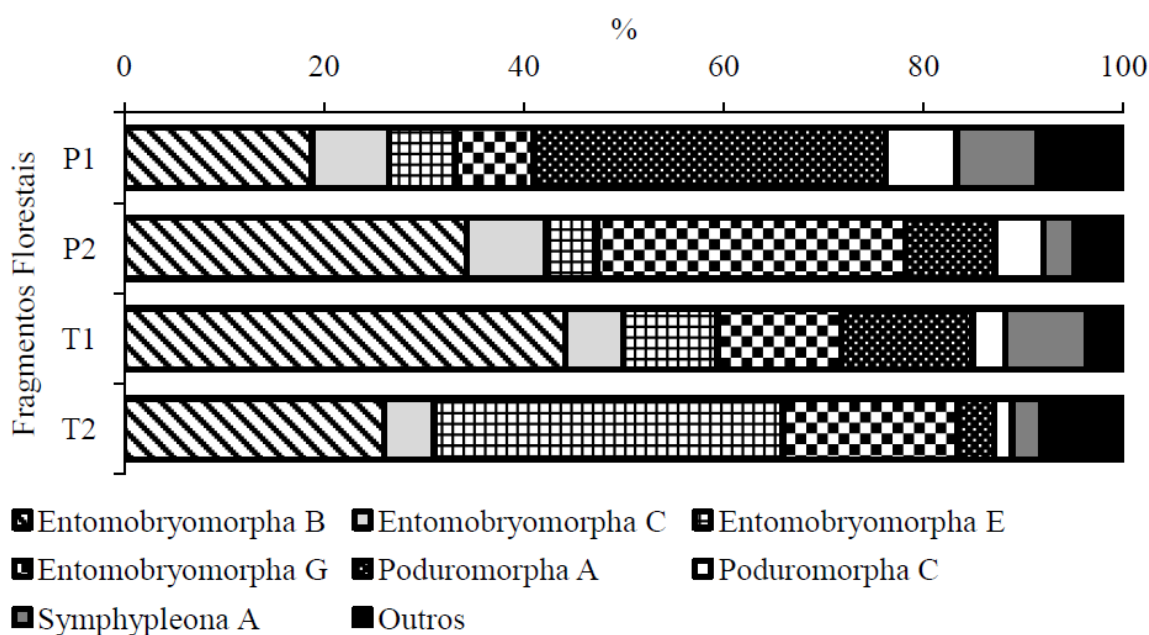 %
0 20 40 60 80 100
Fragmentos Florestais
P1
P2
T1
T2
Entomobryomorpha B Entomobryomorpha C Entomobryomorpha E
Entomobryomorpha G Poduromorpha A Poduromorpha C
Symphypleona A Outros